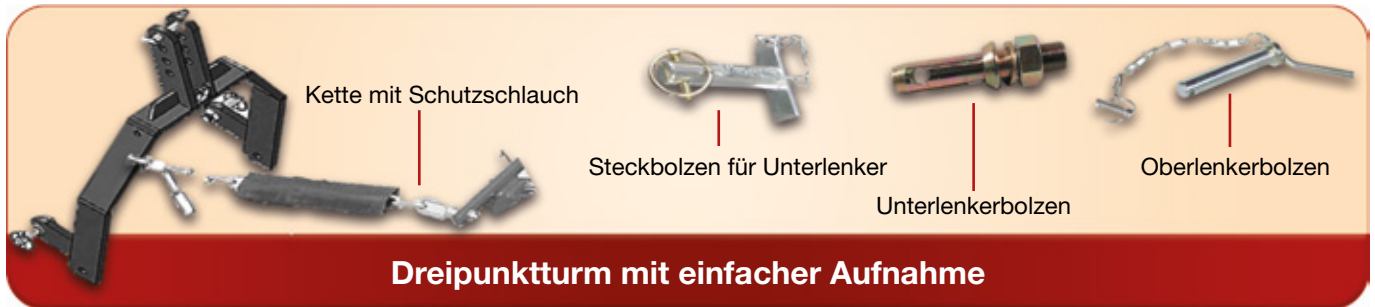 Kette mit Schutzschlauch
Steckbolzen für Unterlenker
Unterlenkerbolzen
Oberlenkerbolzen
Dreipunktturm mit einfacher Aufnahme